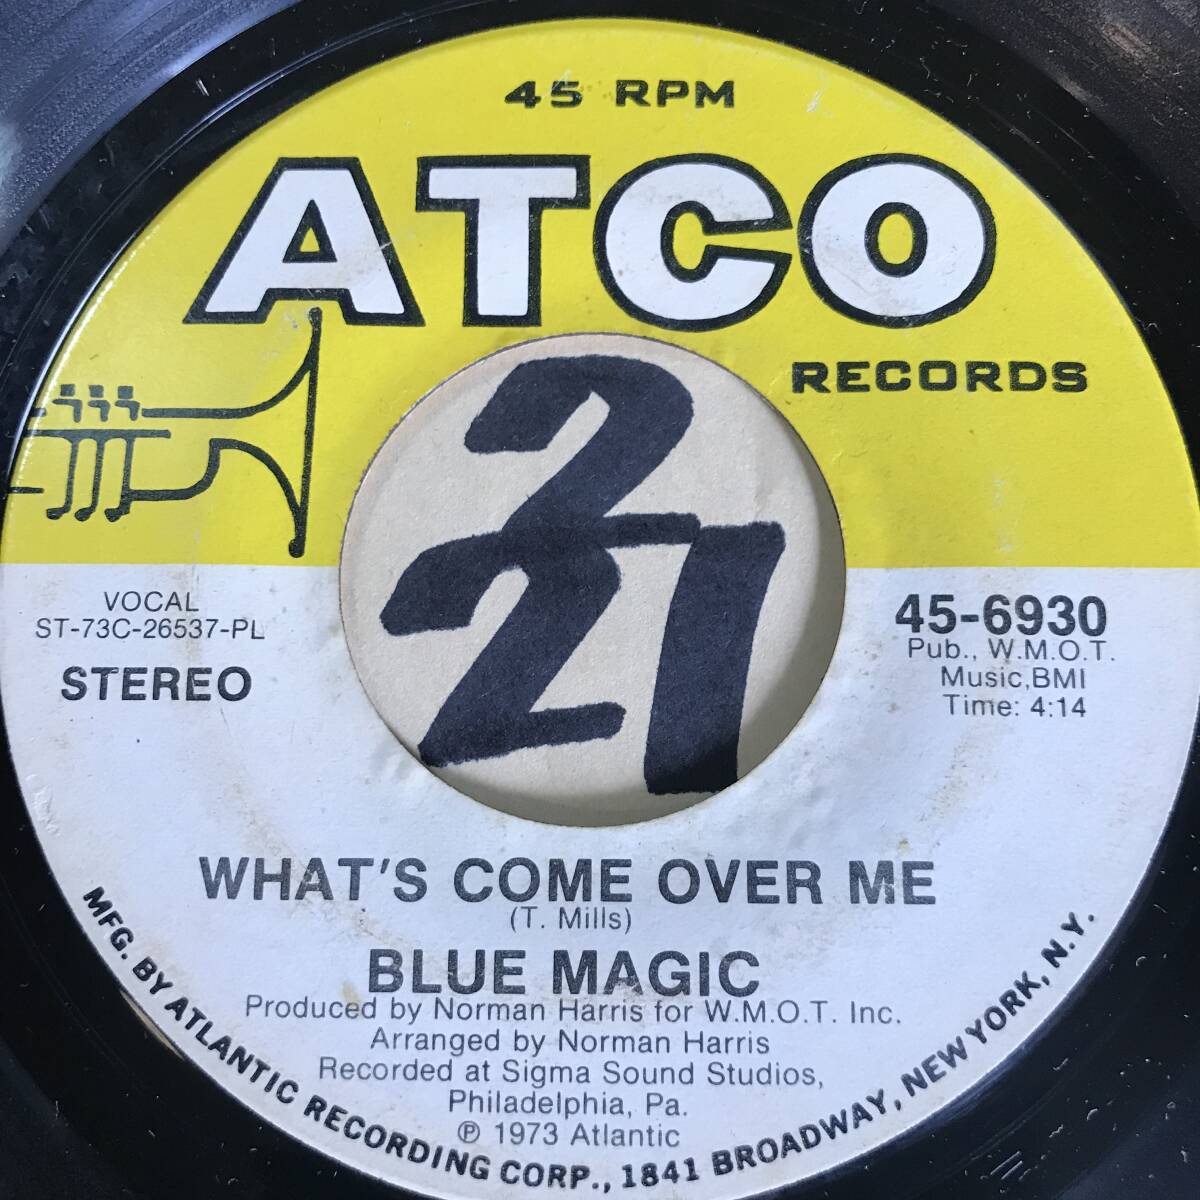 45 RPM
ATCO
RECORDS
2
21
VOCAL
ST-73C-26537-PL
STEREO
45-6930
Pub., W.M.O.T.
Music,BMI
Time: 4:14
WHAT'S COME OVER ME
(T. Mills)
BLUE MAGIC
Produced by Norman Harris for W.M.O.T. Inc.
Arranged by Norman Harris
Recorded at Sigma Sound Studios,
Philadelphia, Pa.
℗ 1973 Atlantic
MFG. BY ATLANTIC RECORDING CORP., 1841 BROADWAY, NEW YORK, N.Y.